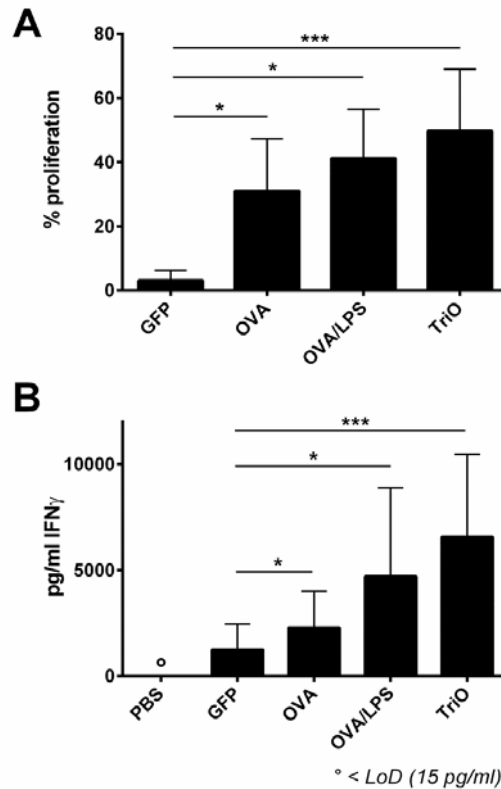 A
80
60
40
20
0
% proliferation
***
*
*
GFP
OVA
OVA/LPS
TriO
B
10000
5000
0
pg/ml IFNγ
***
*
*
°
PBS
GFP
OVA
OVA/LPS
TriO
° < LoD (15 pg/ml)